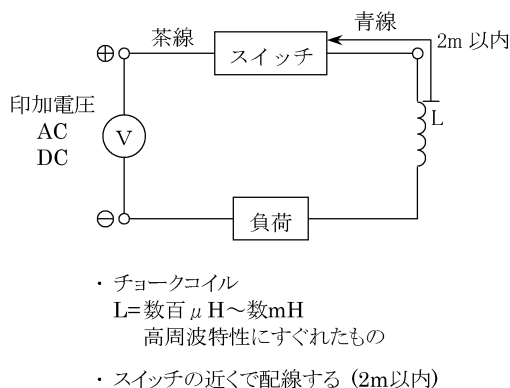 茶線
青線
スイッチ
2m 以内
⊕
印加電圧
AC
DC
V
L
⊖
負荷
・ チョークコイル
L=数百μH～数mH
高周波特性にすぐれたもの
・ スイッチの近くで配線する (2m以内)